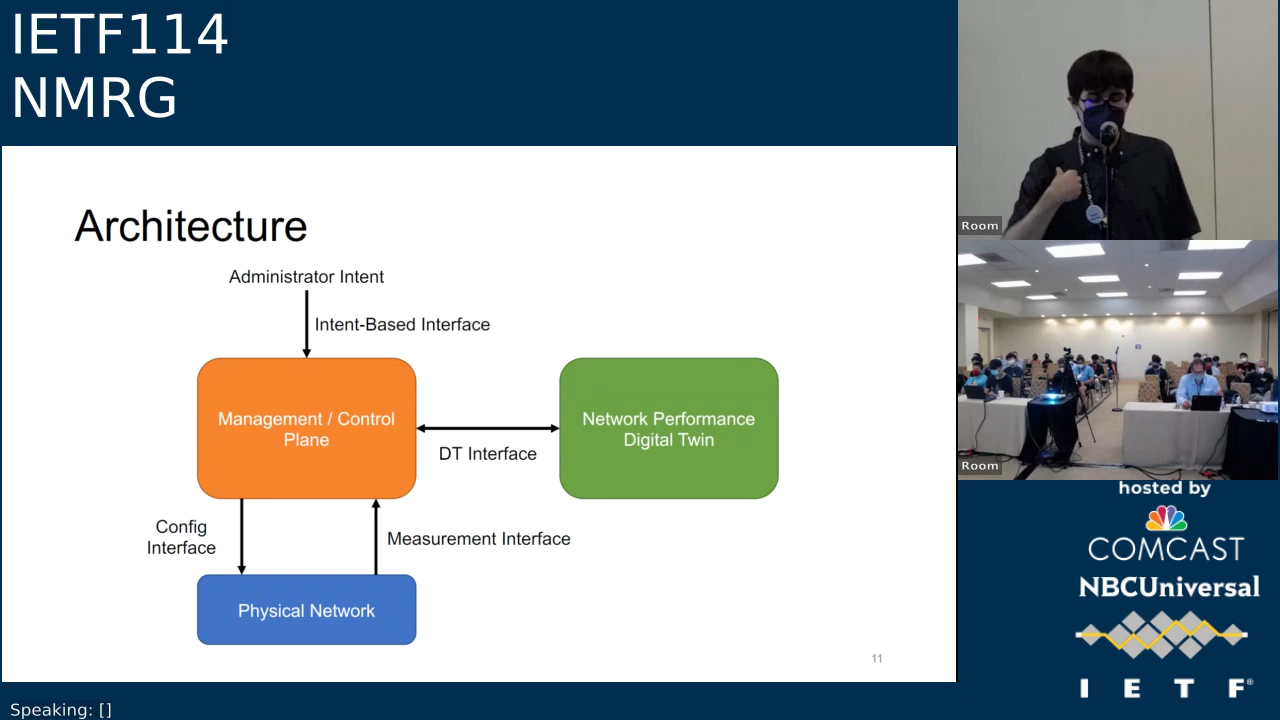 IETF114
NMRG
Architecture
Administrator Intent
Intent-Based Interface
Management / Control
Plane
DT Interface
Network Performance
Digital Twin
Config
Interface
Measurement Interface
Physical Network
11
Speaking: []
Room
Room
hosted by
COMCAST
NBCUniversal
I E T F®